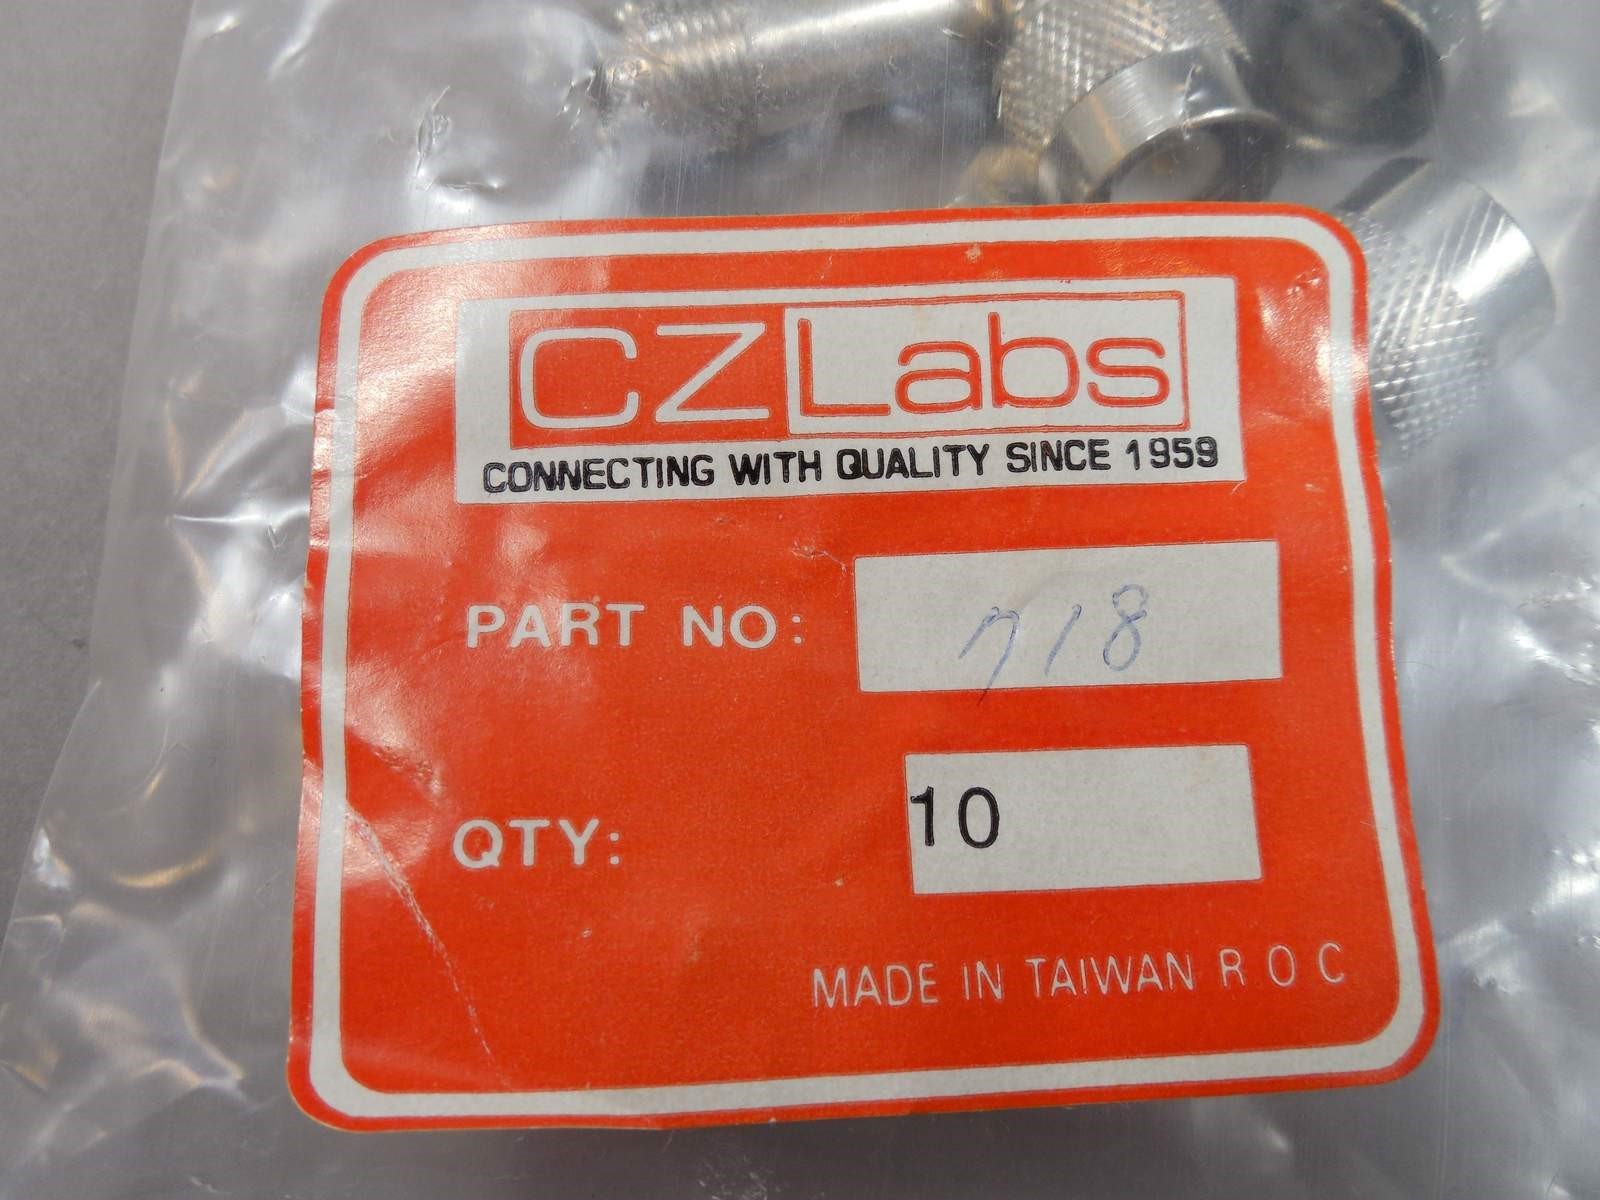 CZ Labs
CONNECTING WITH QUALITY SINCE 1959
PART NO: 718
QTY: 10
MADE IN TAIWAN R O C